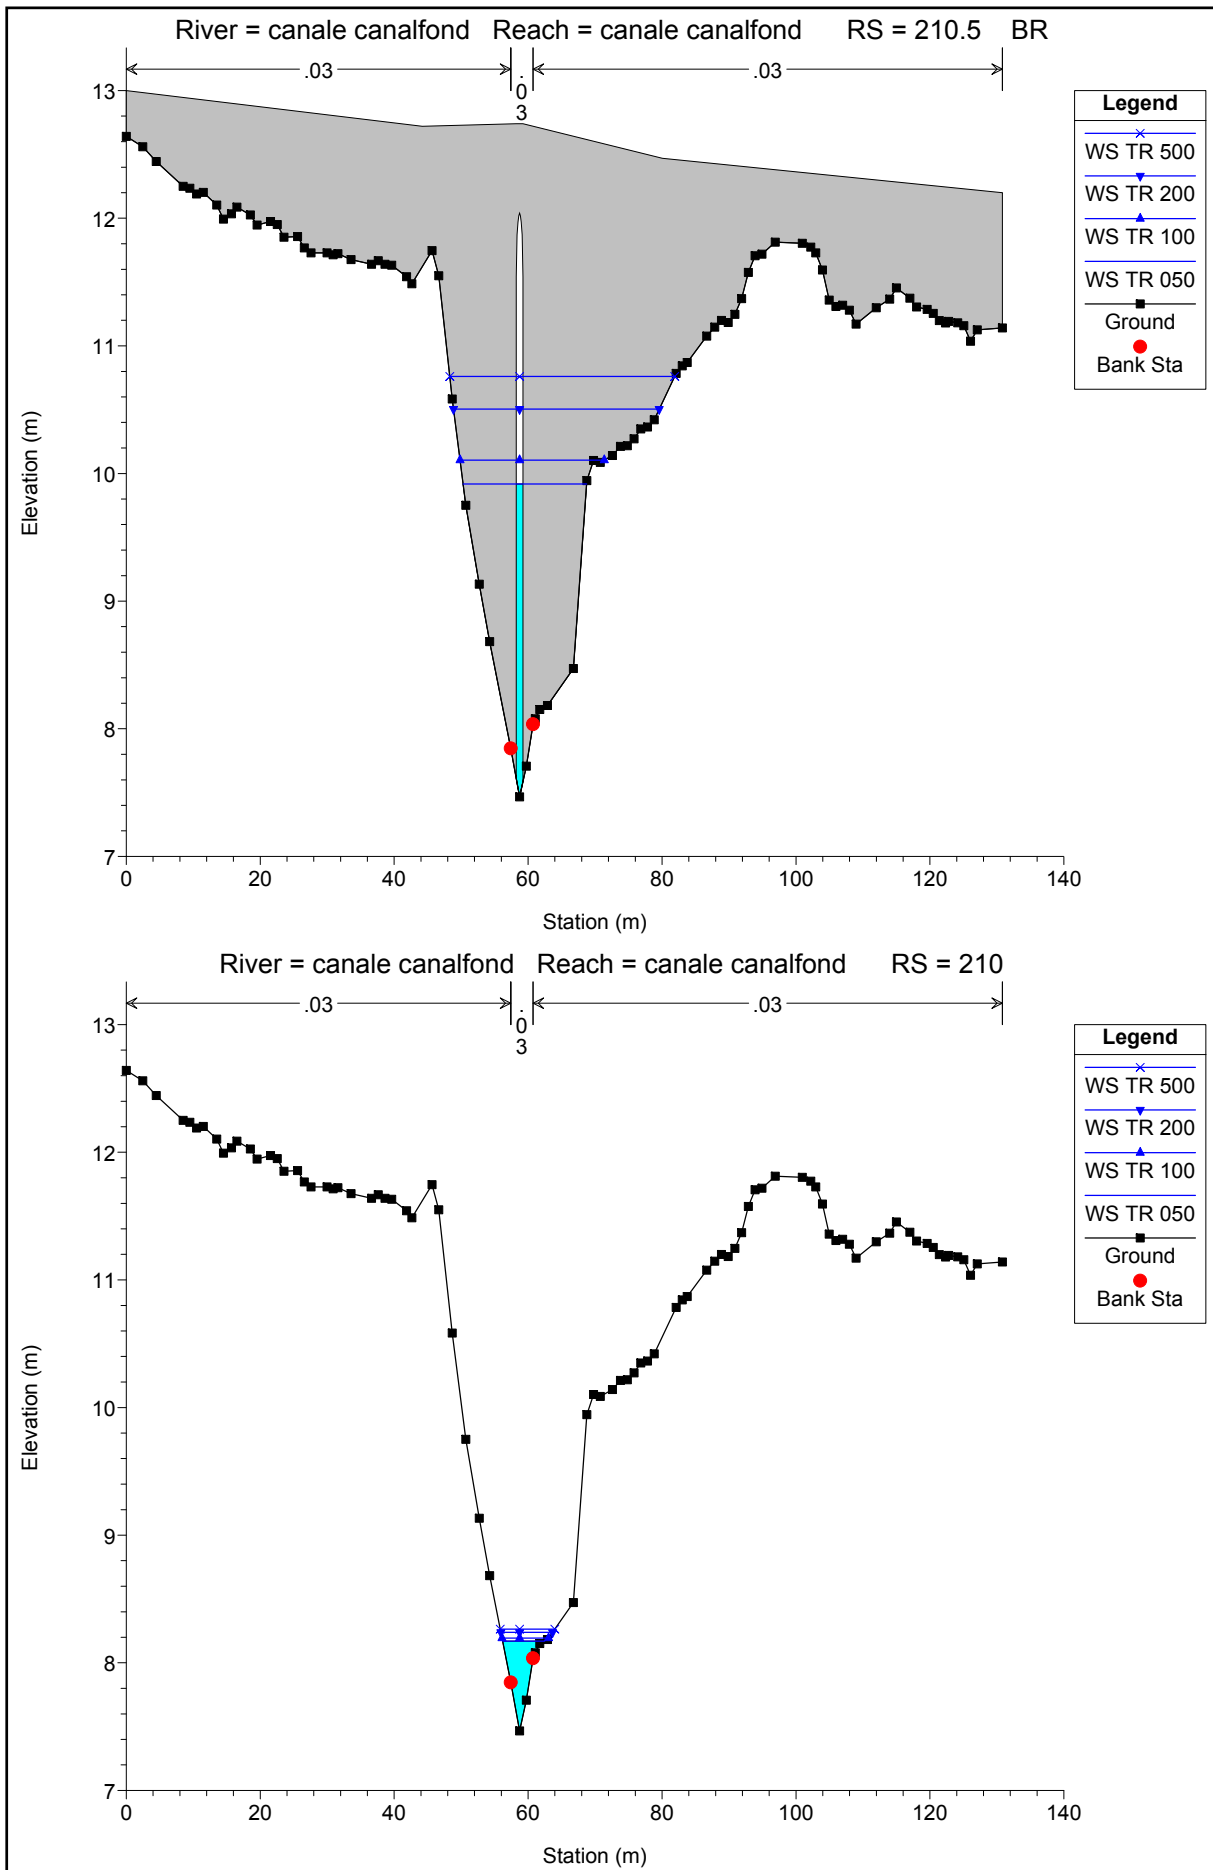 River = canale canalfond Reach = canale canalfond RS = 210.5 BR
.03
.03
.03
Legend
WS TR 500
WS TR 200
WS TR 100
WS TR 050
Ground
Bank Sta
13
12
11
10
9
8
7
Elevation (m)
0 20 40 60 80 100 120 140
Station (m)
River = canale canalfond Reach = canale canalfond RS = 210
.03
.03
.03
Legend
WS TR 500
WS TR 200
WS TR 100
WS TR 050
Ground
Bank Sta
13
12
11
10
9
8
7
Elevation (m)
0 20 40 60 80 100 120 140
Station (m)